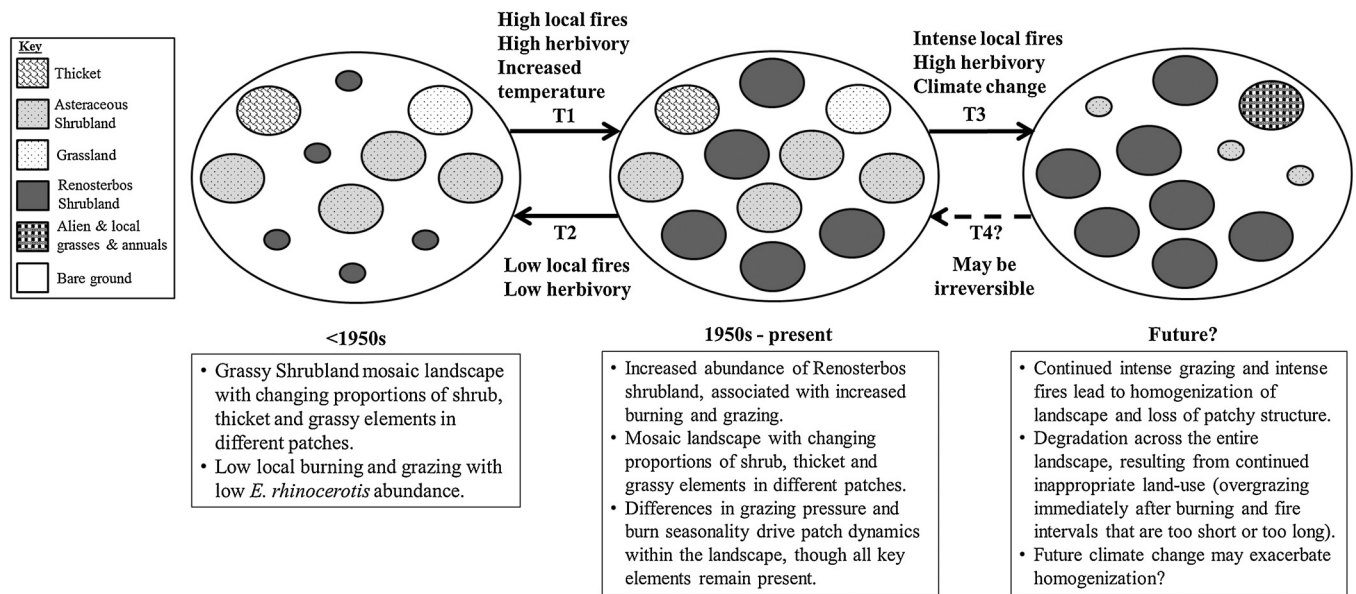 Key
Thicket
Asteraceous
Shrubland
Grassland
Renosterbos
Shrubland
Alien & local
grasses & annuals
Bare ground
High local fires
High herbivory
Increased
temperature
T1
T2
Low local fires
Low herbivory
Intense local fires
High herbivory
Climate change
T3
T4?
May be
irreversible
<1950s
• Grassy Shrubland mosaic landscape
with changing proportions of shrub,
thicket and grassy elements in
different patches.
• Low local burning and grazing with
low E. rhinocerotis abundance.
1950s - present
• Increased abundance of Renosterbos
shrubland, associated with increased
burning and grazing.
• Mosaic landscape with changing
proportions of shrub, thicket and
grassy elements in different patches.
• Differences in grazing pressure and
burn seasonality drive patch dynamics
within the landscape, though all key
elements remain present.
Future?
• Continued intense grazing and intense
fires lead to homogenization of
landscape and loss of patchy structure.
• Degradation across the entire
landscape, resulting from continued
inappropriate land-use (overgrazing
immediately after burning and fire
intervals that are too short or too long).
• Future climate change may exacerbate
homogenization?